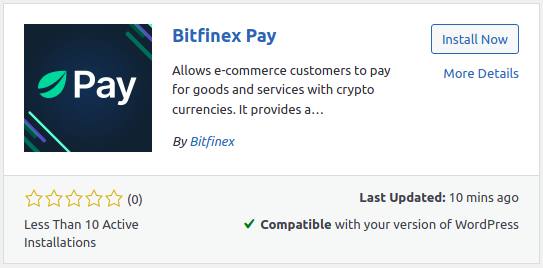 Pay
Bitfinex Pay
Install Now
More Details
Allows e-commerce customers to pay
for goods and services with crypto
currencies. It provides a…
By Bitfinex
(0)
Less Than 10 Active
Installations
Last Updated: 10 mins ago
Compatible with your version of WordPress